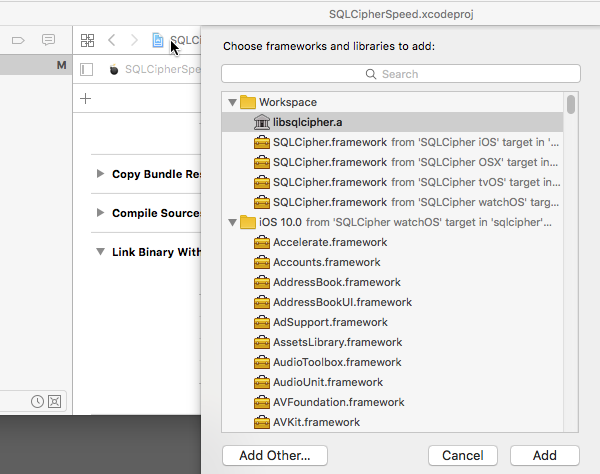 SQLCipherSpeed.xcodeproj
SQLCi
Choose frameworks and libraries to add:
M
SQLCipherSpe
Search
Workspace
libsqlcipher.a
SQLCipher.framework from 'SQLCipher iOS' target in '...
SQLCipher.framework from 'SQLCipher OSX' target in...
Copy Bundle Res
SQLCipher.framework from 'SQLCipher tvOS' target in...
SQLCipher.framework from 'SQLCipher watchOS' target...
Compile Sources
iOS 10.0 from 'SQLCipher watchOS' target in 'sqlcipher'...
Accelerate.framework
Link Binary With
Accounts.framework
AddressBook.framework
AddressBookUI.framework
AdSupport.framework
AssetsLibrary.framework
AudioToolbox.framework
AudioUnit.framework
AVFoundation.framework
AVKit.framework
Add Other...
Cancel
Add